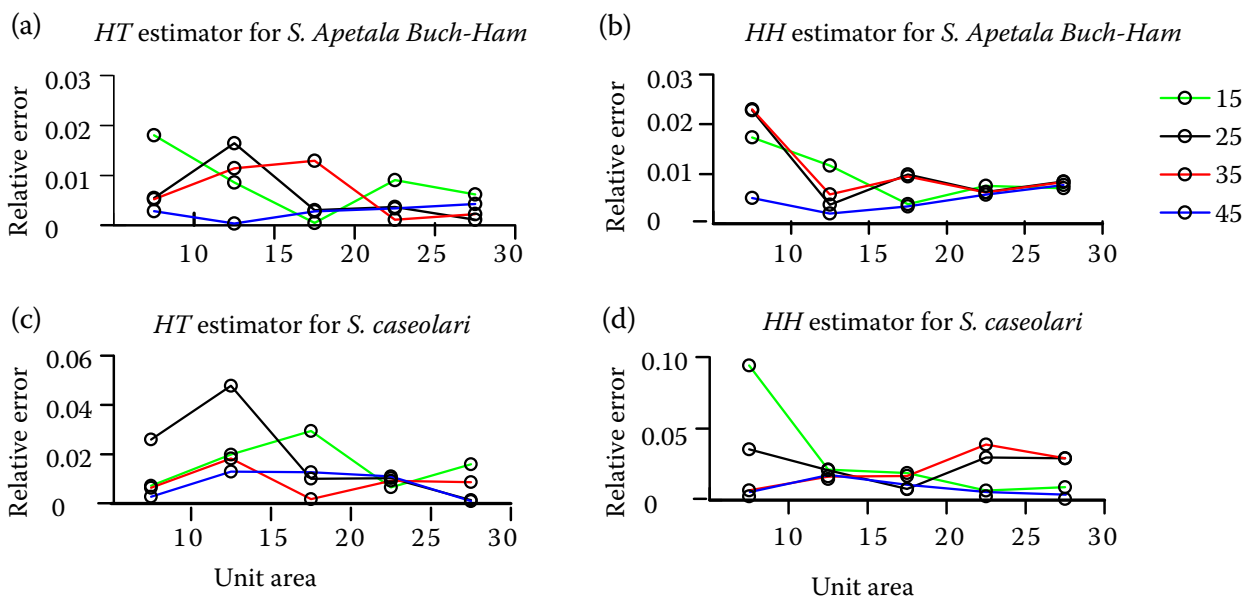 (a)
HT estimator for S. Apetala Buch-Ham
Relative error
0.03
0.02
0.01
0
10 15 20 25 30
(b)
HH estimator for S. Apetala Buch-Ham
Relative error
0.03
0.02
0.01
0
10 15 20 25 30
15
25
35
45
(c)
HT estimator for S. caseolari
Relative error
0.06
0.04
0.02
0
10 15 20 25 30
Unit area
(d)
HH estimator for S. caseolari
Relative error
0.10
0.05
0
10 15 20 25 30
Unit area